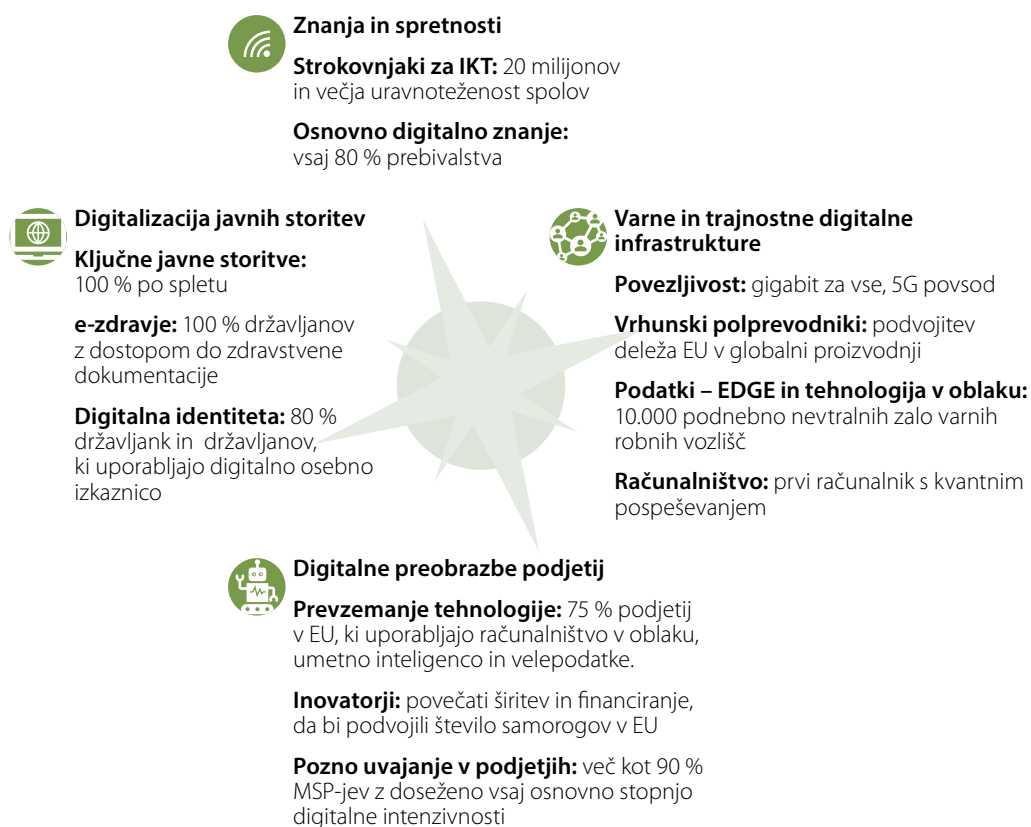 Znanja in spretnosti
Strokovnjaki za IKT: 20 milijonov
in večja uravnoteženost spolov
Osnovno digitalno znanje:
vsaj 80 % prebivalstva
Digitalizacija javnih storitev
Ključne javne storitve:
100 % po spletu
e-zdravje: 100 % državljanov
z dostopom do zdravstvene
dokumentacije
Digitalna identiteta: 80 %
državljank in državljanov,
ki uporabljajo digitalno osebno
izkaznico
Varne in trajnostne digitalne
infrastrukture
Povezljivost: gigabit za vse, 5G povsod
Vrhunski polprevodniki: podvojitev
deleža EU v globalni proizvodnji
Podatki – EDGE in tehnologija v oblaku:
10.000 podnebno nevtralnih zalo varnih
robnih vozlišč
Računalništvo: prvi računalnik s kvantnim
pospeševanjem
Digitalne preobrazbe podjetij
Prevzemanje tehnologije: 75 % podjetij
v EU, ki uporabljajo računalništvo v oblaku,
umetno inteligenco in velepodatke.
Inovatorji: povečati širitev in financiranje,
da bi podvojili število samorogov v EU
Pozno uvajanje v podjetjih: več kot 90 %
MSP-jev z doseženo vsaj osnovno stopnjo
digitalne intenzivnosti